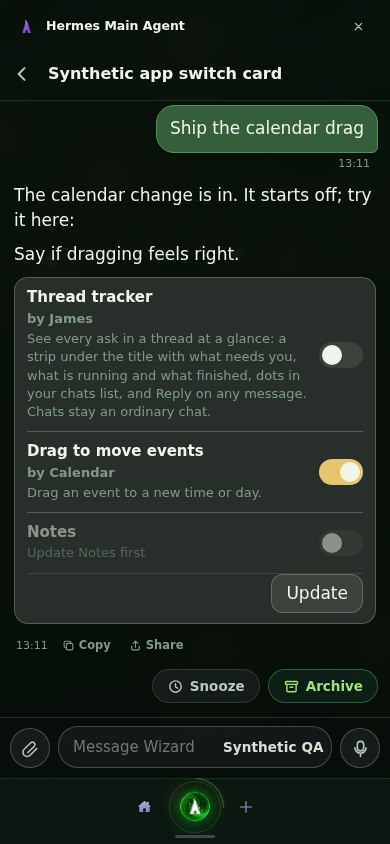 Hermes Main Agent
Synthetic app switch card
Ship the calendar drag
13:11
The calendar change is in. It starts off; try
it here:
Say if dragging feels right.
Thread tracker
by James
See every ask in a thread at a glance: a
strip under the title with what needs you,
what is running and what finished, dots in
your chats list, and Reply on any message.
Chats stay an ordinary chat.
Drag to move events
by Calendar
Drag an event to a new time or day.
Notes
Update Notes first
Update
13:11 Copy Share
Snooze Archive
Message Wizard Synthetic QA